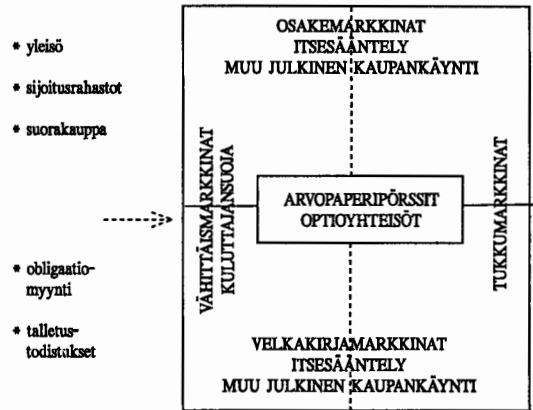 * yleisö
* sijoitusrahastot
* suorakauppa
* obligaatio-
myynti
* talletus-
todistukset
OSAKEMARKKINAT
ITSESÄÄNTELY
MUU JULKINEN KAUPANKÄYNTI
VÄHITTÄISMARKKINAT
KULUTTAJANSUOJA
ARVOPAPERIPÖRSSIT
OPTIOYHTEISÖT
TUKKUMARKKINAT
VELKAKIRJAMARKKINAT
ITSESÄÄNTELY
MUU JULKINEN KAUPANKÄYNTI